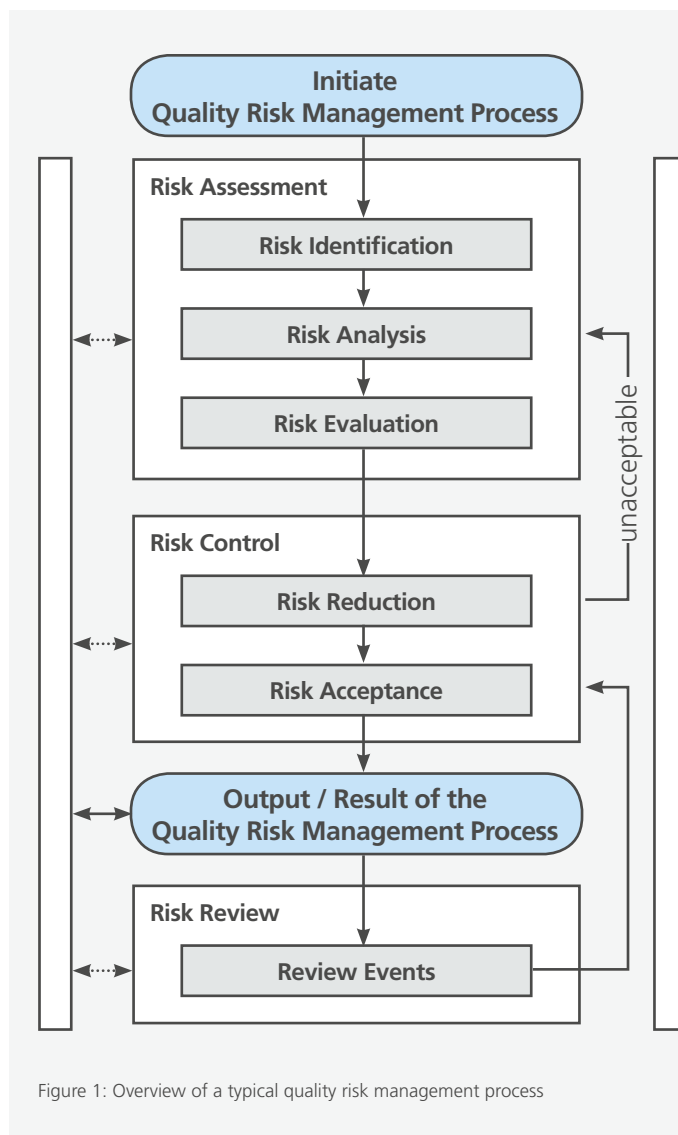 Initiate
Quality Risk Management Process
Risk Assessment
Risk Identification
Risk Analysis
Risk Evaluation
unacceptable
Risk Control
Risk Reduction
Risk Acceptance
Output / Result of the
Quality Risk Management Process
Risk Review
Review Events
Figure 1: Overview of a typical quality risk management process